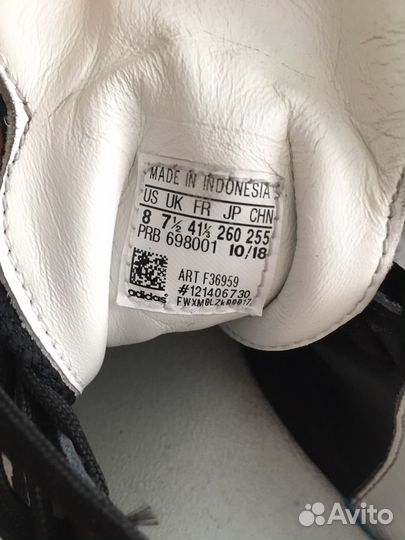 MADE IN INDONESIA
US UK FR JP CHN
8 7½ 41⅓ 260 255
PRB 698001 10/18
ART F36959
#121406730
adidas
Avito